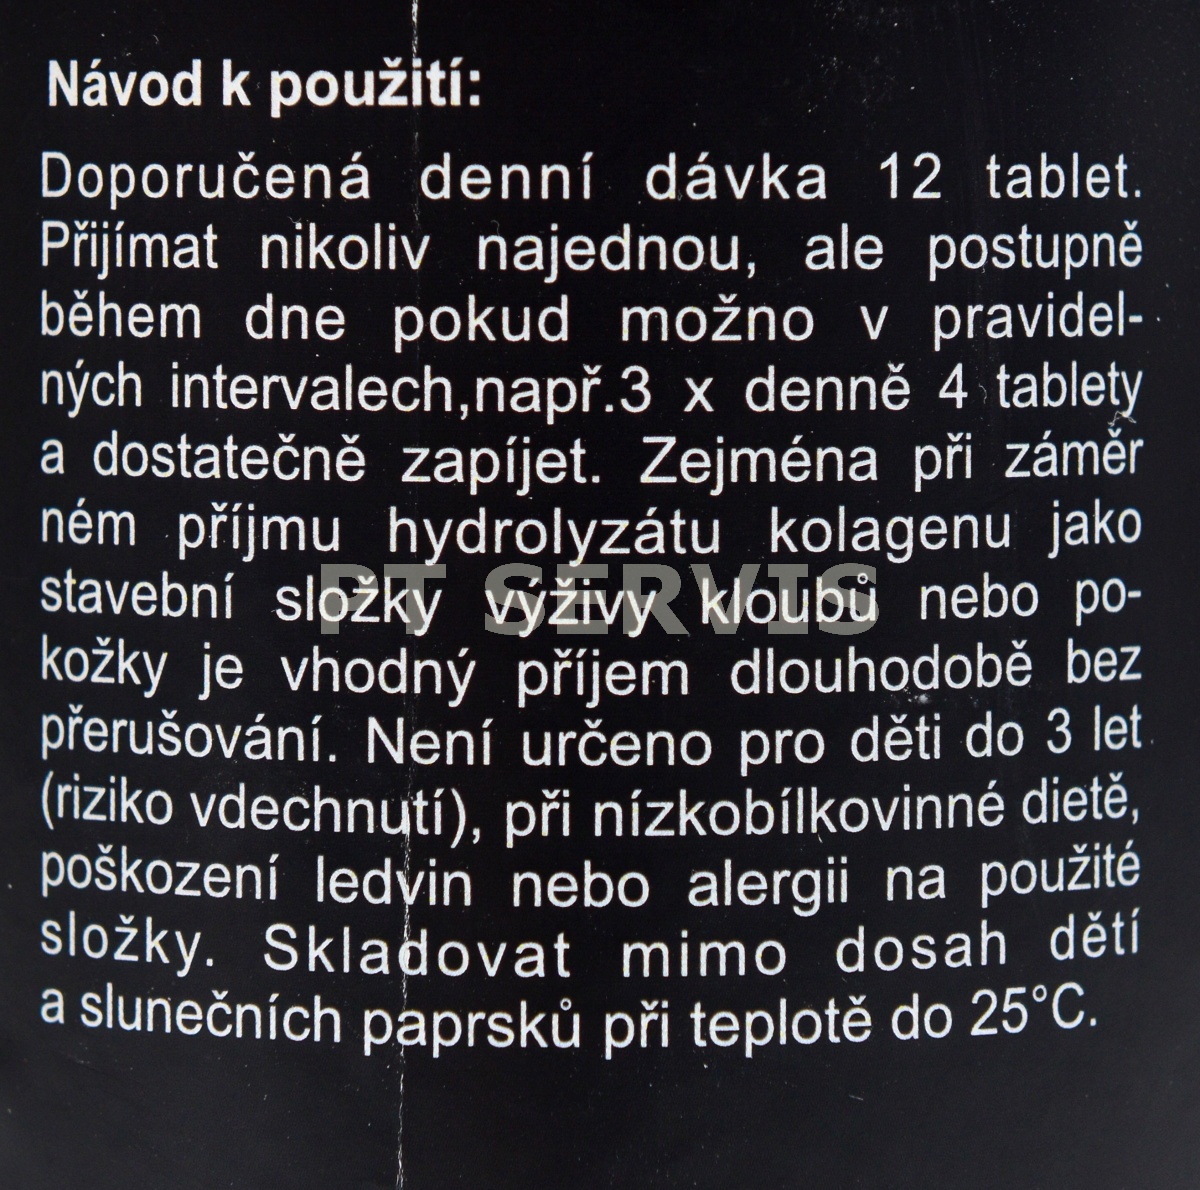 Návod k použití:
Doporučená denní dávka 12 tablet.
Přijímat nikoliv najednou, ale postupně
během dne pokud možno v pravidel-
ných intervalech,např.3 x denně 4 tablety
a dostatečně zapíjet. Zejména při záměr
ném příjmu hydrolyzátu kolagenu jako
PT SERVIS
stavební složky výživy kloubů nebo po-
kožky je vhodný příjem dlouhodobě bez
přerušování. Není určeno pro děti do 3 let
(riziko vdechnutí), při nízkobílkovinné dietě,
poškození ledvin nebo alergii na použité
složky. Skladovat mimo dosah dětí
a slunečních paprsků při teplotě do 25°C.